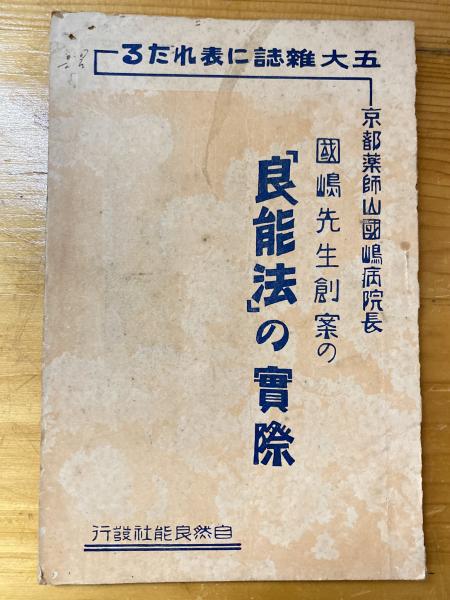 五大雜誌に表れたる
京都薬師山國嶋病院長
國嶋先生創案の
「良能法」の實際
自然良能社發行